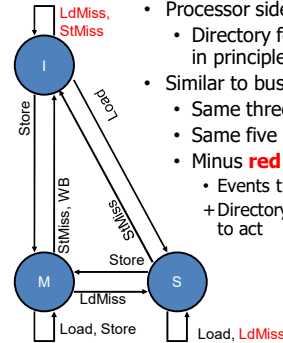 LdMiss,
StMiss
I
Store
StMiss, WB
Load
StMiss
Store
M
S
LdMiss
Load, Store
Load, LdMiss
• Processor side
• Directory f
in principle
• Similar to bus
• Same three
• Same five
• Minus red
• Events t
+Directory
to act